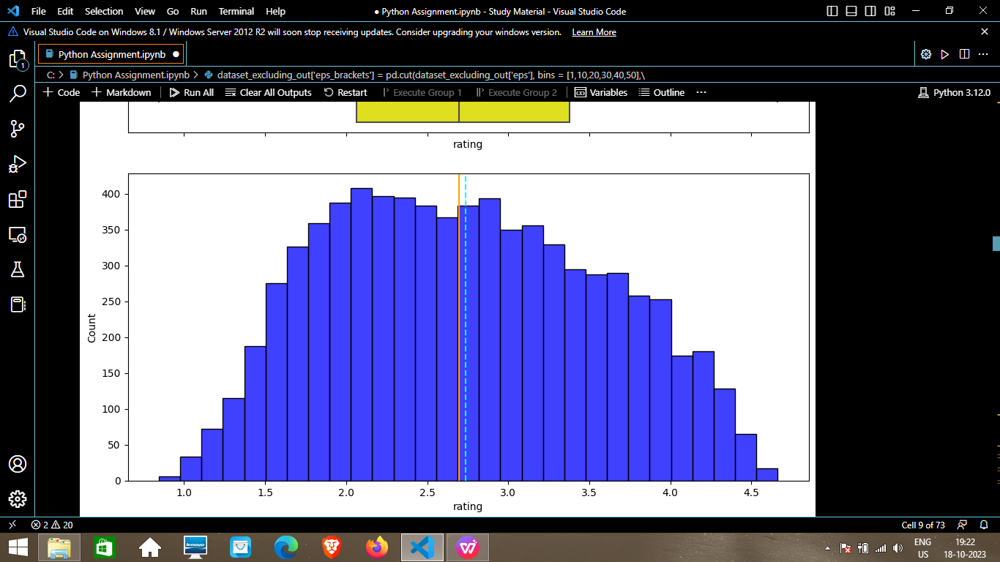 File Edit Selection View Go Run Terminal Help
● Python Assignment.ipynb - Study Material - Visual Studio Code
Visual Studio Code on Windows 8.1 / Windows Server 2012 R2 will soon stop receiving updates. Consider upgrading your windows version. Learn More
1
Python Assignment.ipynb ●
C: > Python Assignment.ipynb > dataset_excluding_out['eps_brackets'] = pd.cut(dataset_excluding_out['eps'], bins = [1,10,20,30,40,50],\
+ Code + Markdown Run All Clear All Outputs Restart Execute Group 1 Execute Group 2 Variables Outline ··· Python 3.12.0
rating
400
350
300
250
200
150
100
50
0
Count
1.0 1.5 2.0 2.5 3.0 3.5 4.0 4.5
rating
2 20
Cell 9 of 73
lenovo
ENG
US
19:22
18-10-2023